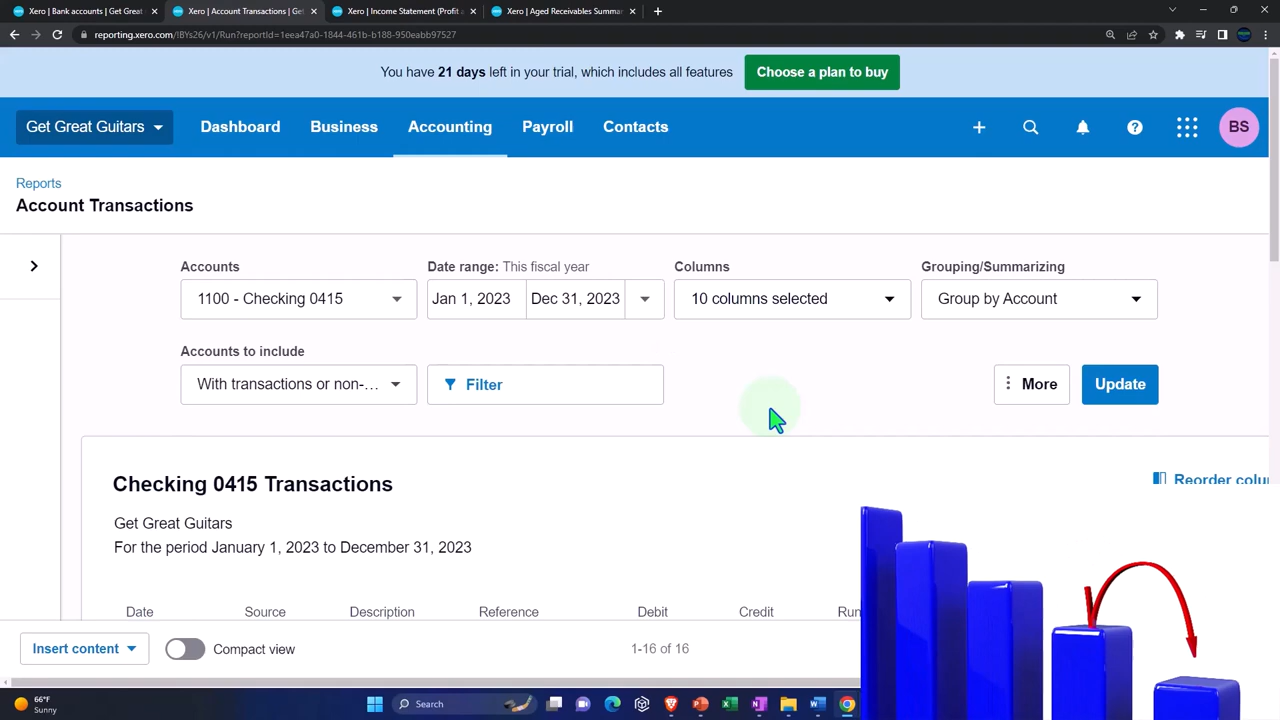 Xero | Bank accounts | Get Great
Xero | Account Transactions | Get
Xero | Income Statement (Profit a
Xero | Aged Receivables Summar
reporting.xero.com/!BYs26/v1/Run?reportId=1eea47a0-1844-461b-b188-950eabb97527
You have 21 days left in your trial, which includes all features
Choose a plan to buy
Get Great Guitars
Dashboard
Business
Accounting
Payroll
Contacts
BS
Reports
Account Transactions
Accounts
Date range: This fiscal year
Columns
Grouping/Summarizing
1100 - Checking 0415
Jan 1, 2023
Dec 31, 2023
10 columns selected
Group by Account
Accounts to include
With transactions or non-...
Filter
More
Update
Checking 0415 Transactions
Reorder colu
Get Great Guitars
For the period January 1, 2023 to December 31, 2023
Date
Source
Description
Reference
Debit
Credit
Run
Insert content
Compact view
1-16 of 16
66°F
Sunny
Search